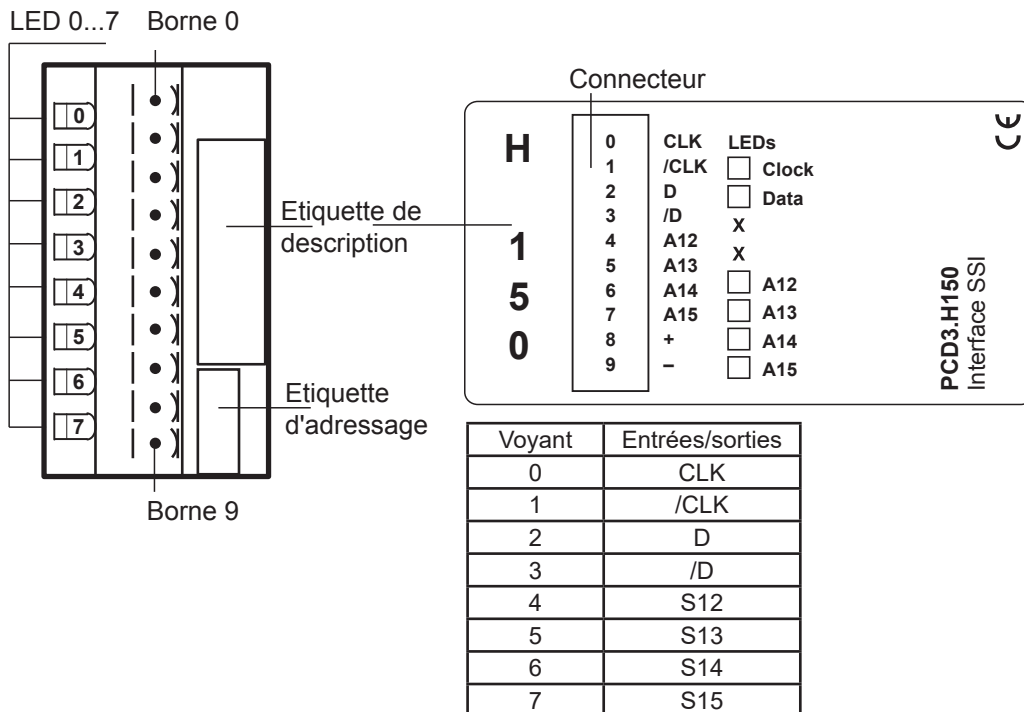 LED 0...7 Borne 0
0
1
2
3
4
5
6
7
Etiquette de
description
Etiquette
d'adressage
Borne 9
Connecteur
H
1
5
0
0 CLK LEDs
1 /CLK Clock
2 D Data
3 /D X
4 A12 X
5 A13 A12
6 A14 A13
7 A15 A14
8 + A15
9 –
CE
PCD3.H150
Interface SSI
Voyant Entrées/sorties
0 CLK
1 /CLK
2 D
3 /D
4 S12
5 S13
6 S14
7 S15